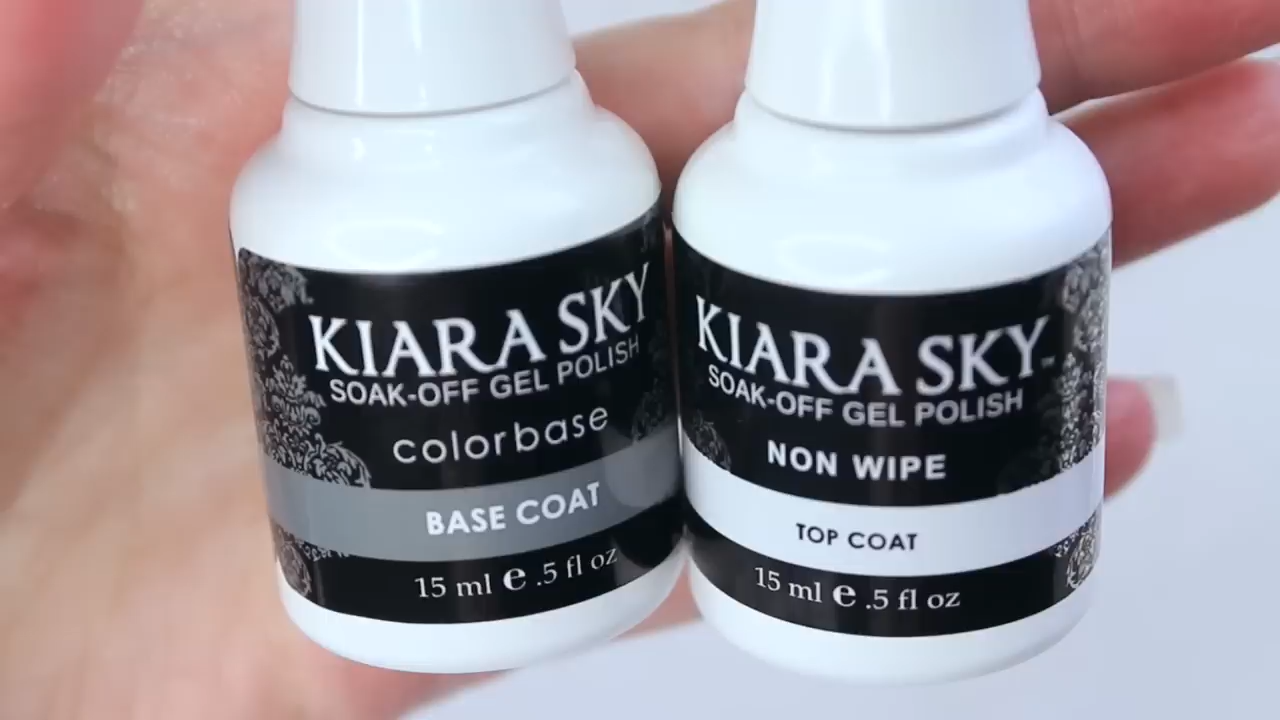 KIARA SKY
SOAK-OFF GEL POLISH
colorbase
BASE COAT
15 ml e .5 fl oz
KIARA SKY™
SOAK-OFF GEL POLISH
NON WIPE
TOP COAT
15 ml e .5 fl oz